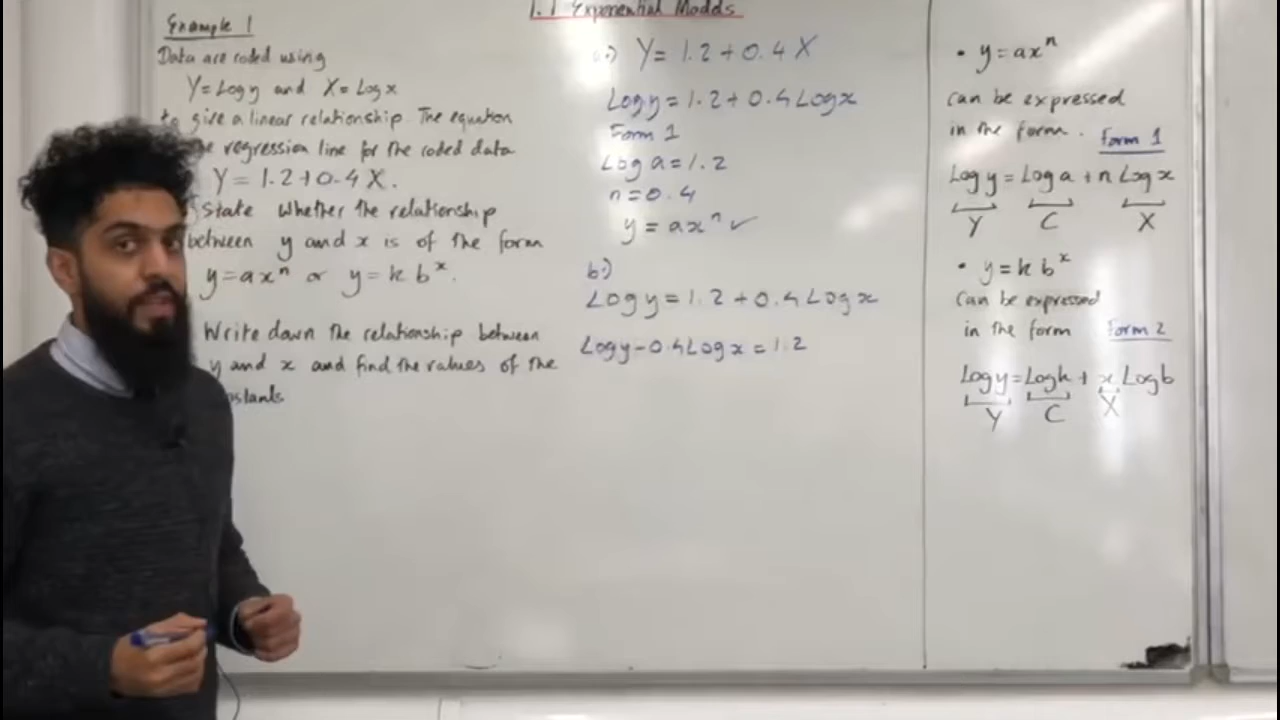 1.1 Exponential Models
Example 1
Data are coded using
Y = Log y and X = Log x
to give a linear relationship. The equation
regression line for the coded data
Y = 1.2 + 0.4 X.
State whether the relationship
between y and x is of the form
y = ax^n or y = k b^x.
Write down the relationship between
y and x and find the values of the
a.) Y = 1.2 + 0.4 X
Log y = 1.2 + 0.4 Log x
Form 1
Log a = 1.2
n = 0.4
y = ax^n ✓
b.)
Log y = 1.2 + 0.4 Log x
Log y - 0.4 Log x = 1.2
• y = ax^n
can be expressed
in the form. Form 1
Log y = Log a + n Log x
Y C X
• y = k b^x
can be expressed
in the form Form 2
Log y = Log k + x Log b
Y C X